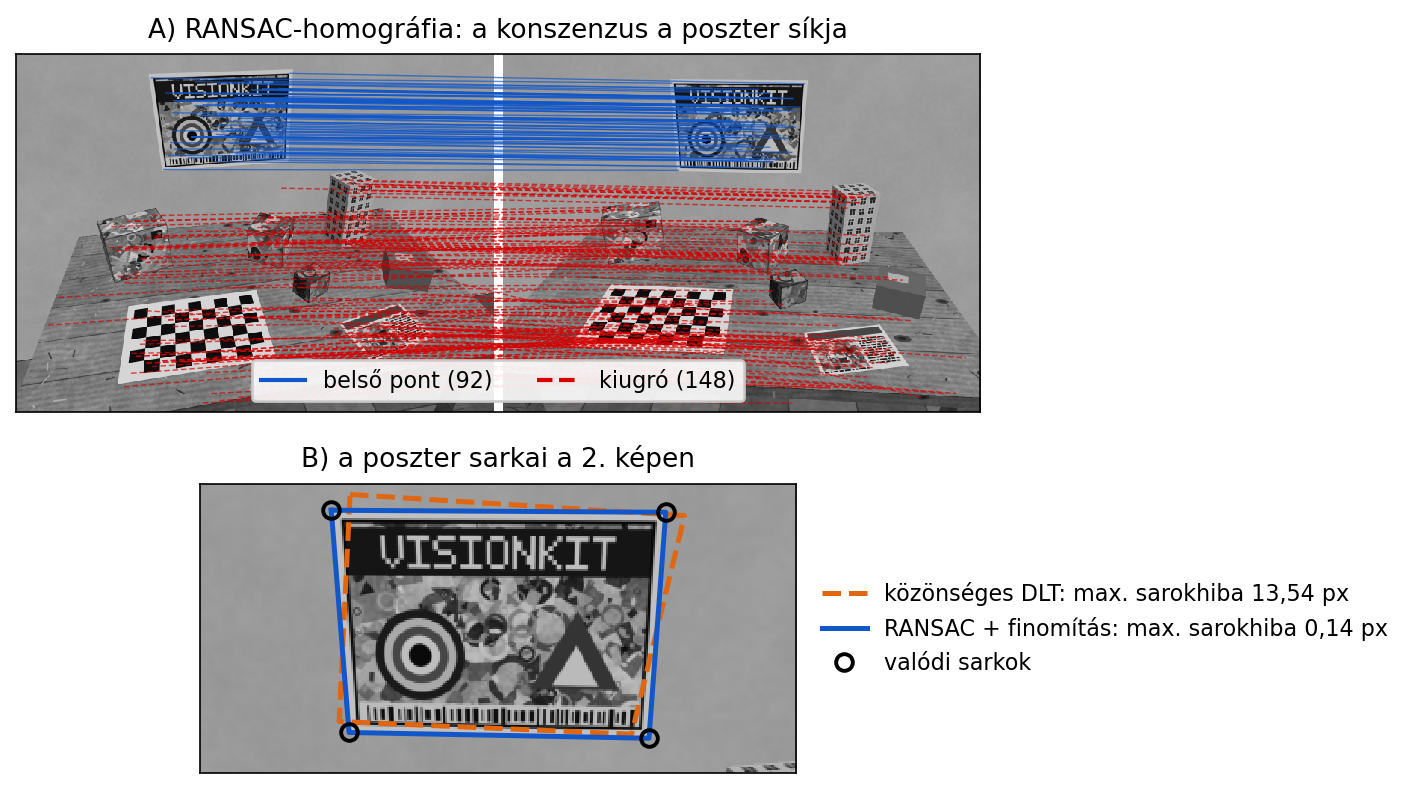 A) RANSAC-homográfia: a konszenzus a poszter síkja
VISIONKIT
VISIONKIT
belső pont (92)
kiugró (148)
B) a poszter sarkai a 2. képen
VISIONKIT
közönséges DLT: max. sarokhiba 13,54 px
RANSAC + finomítás: max. sarokhiba 0,14 px
valódi sarkok